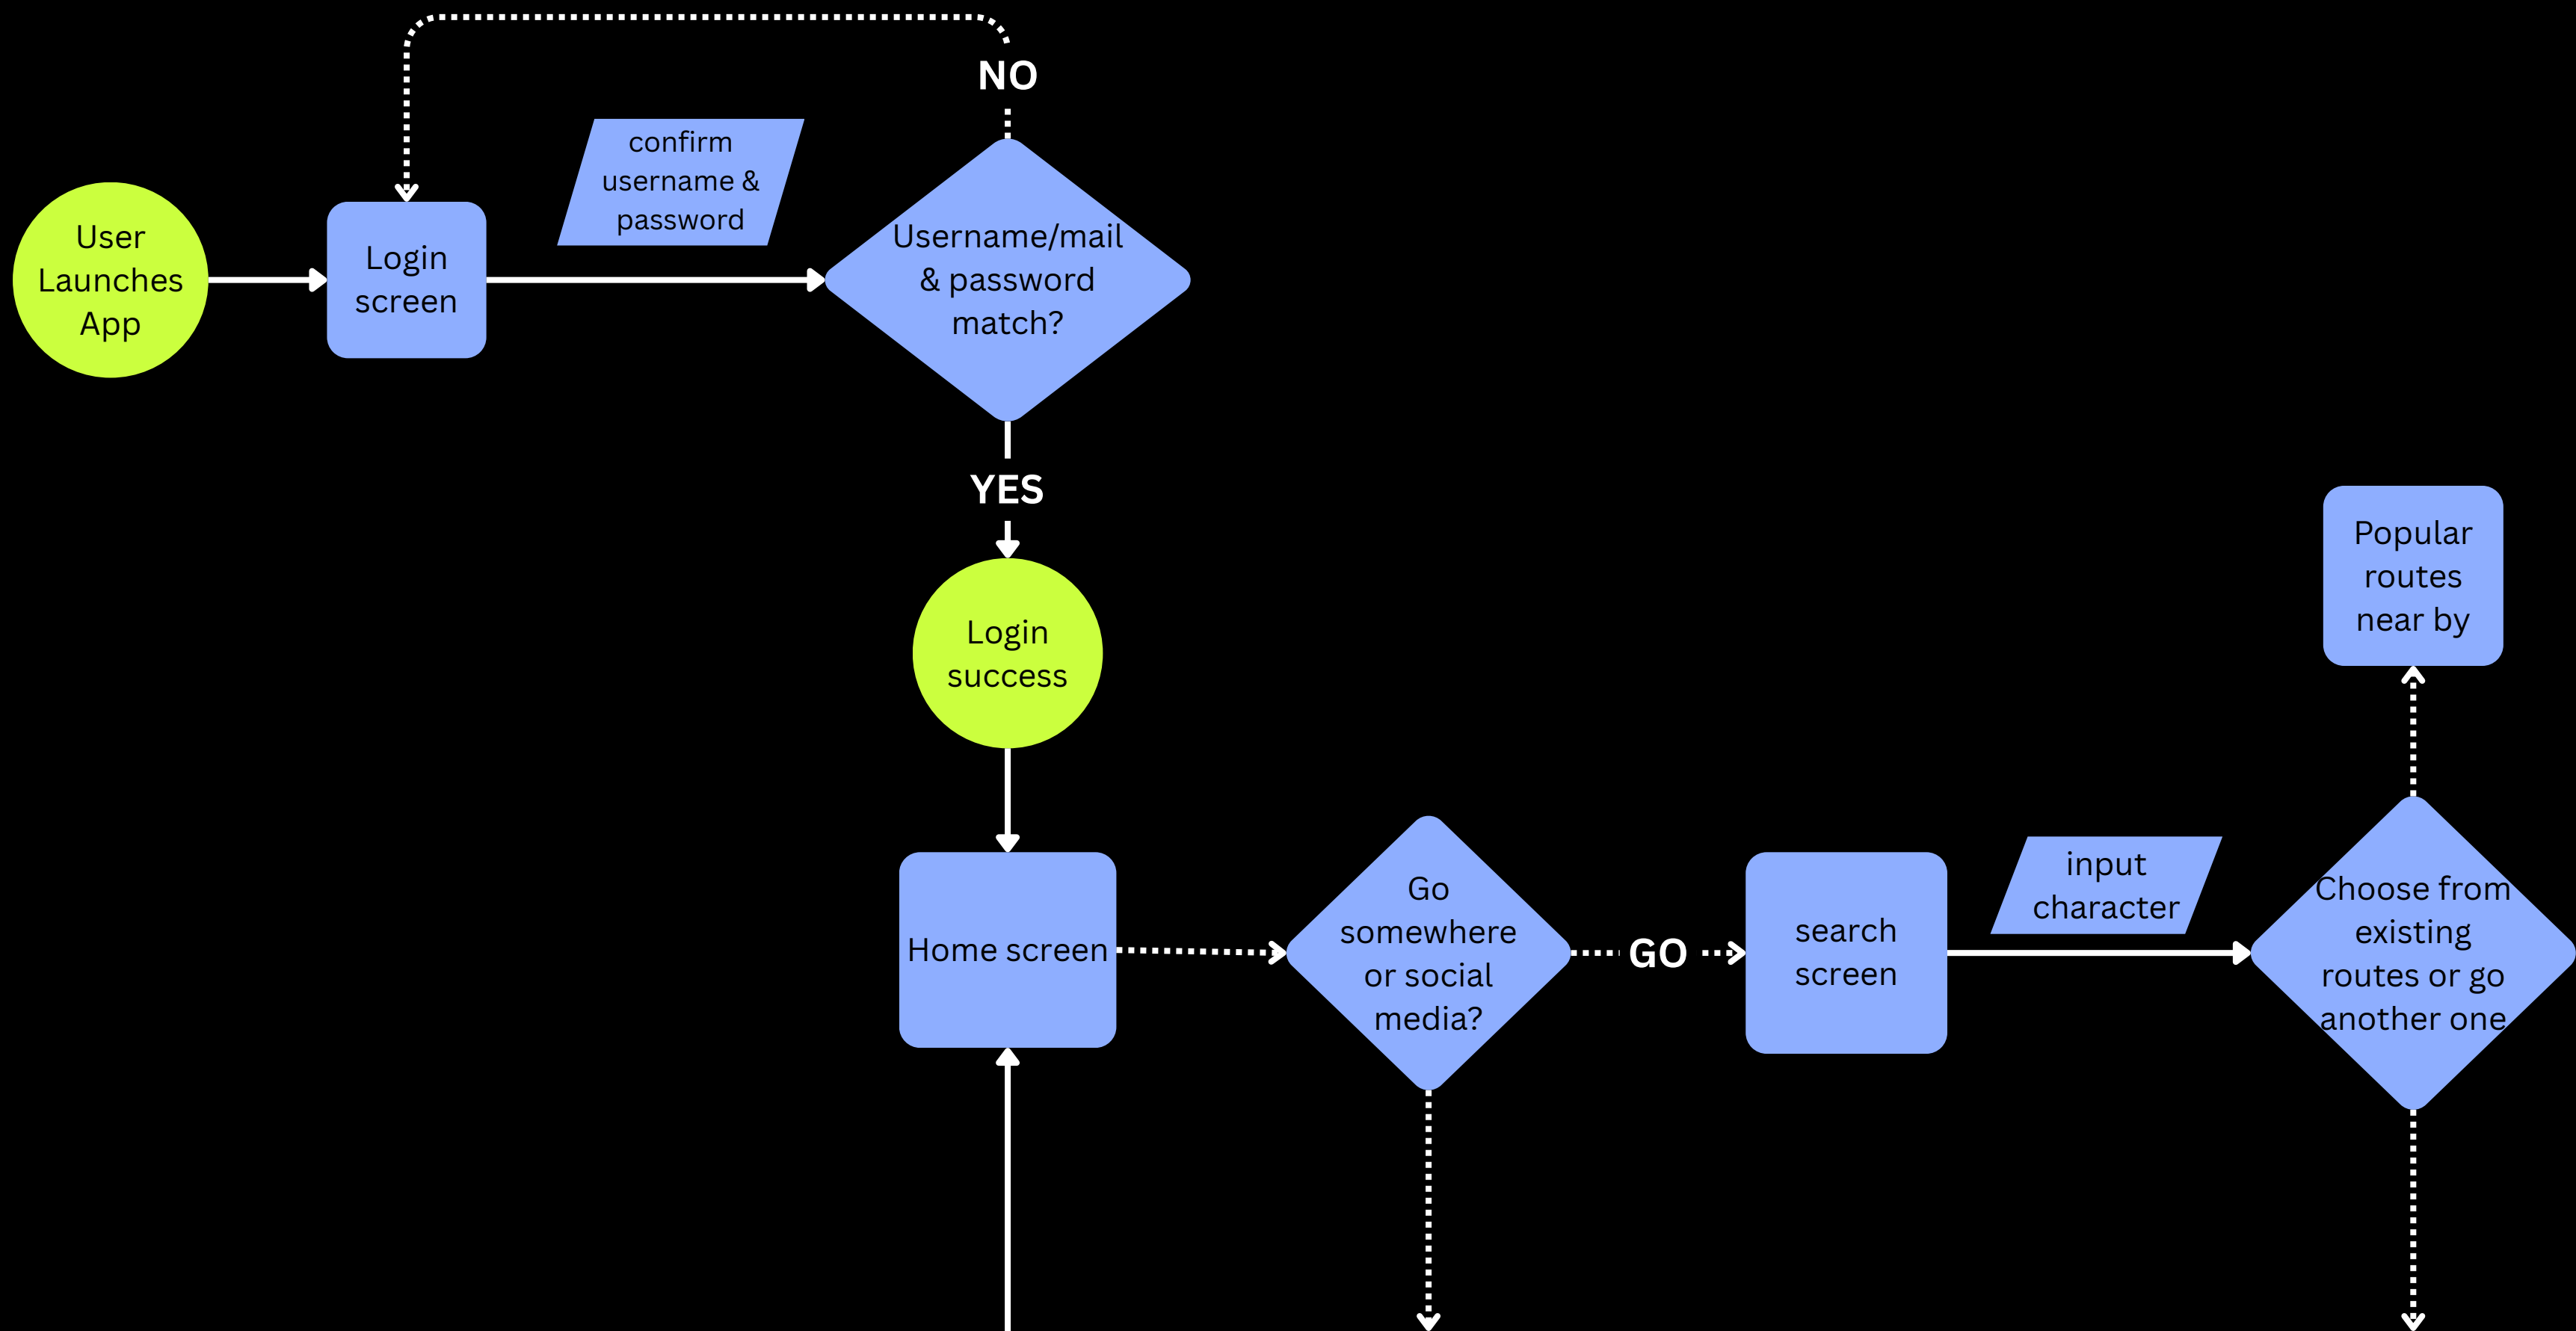 NO
confirm
username &
password
User
Launches
App
Login
screen
Username/mail
& password
match?
YES
Login
success
Popular
routes
near by
Home screen
Go
somewhere
or social
media?
GO
search
screen
input
character
Choose from
existing
routes or go
another one